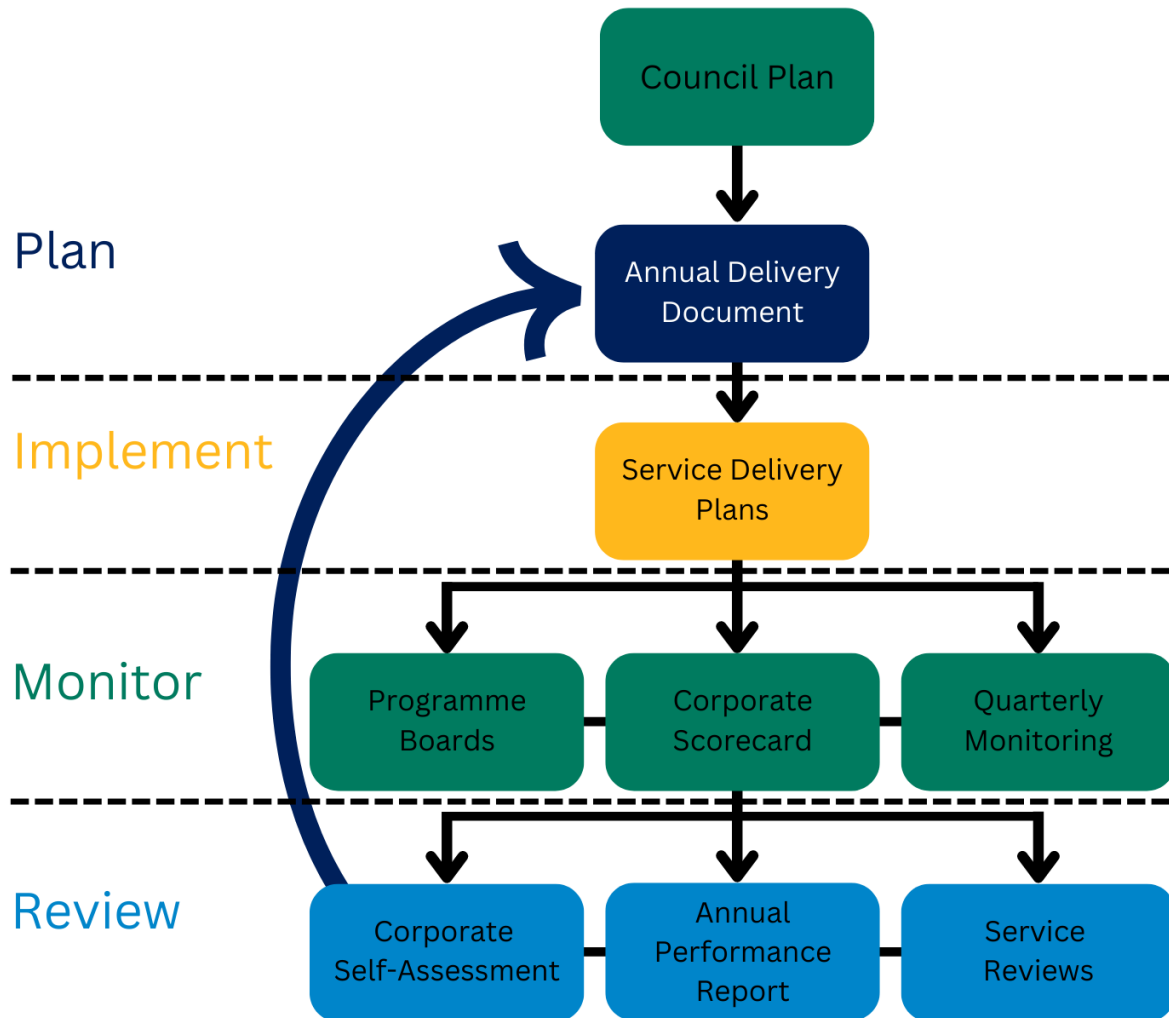 Council Plan
Plan
Annual Delivery
Document
Implement
Service Delivery
Plans
Monitor
Programme
Boards
Corporate
Scorecard
Quarterly
Monitoring
Review
Corporate
Self-Assessment
Annual
Performance
Report
Service
Reviews